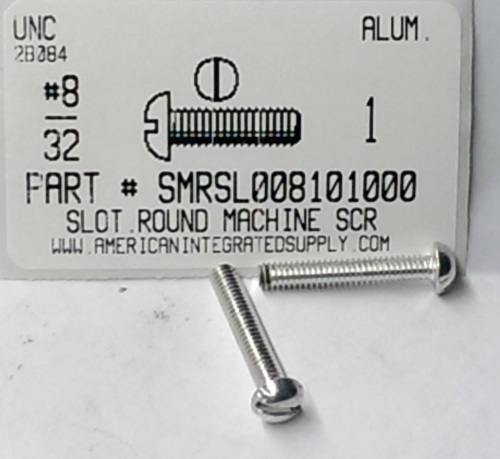 UNC ALUM.
2B084
#8
32
1
PART # SMRSL008101000
SLOT.ROUND MACHINE SCR
WWW.AMERICANINTEGRATEDSUPPLY.COM